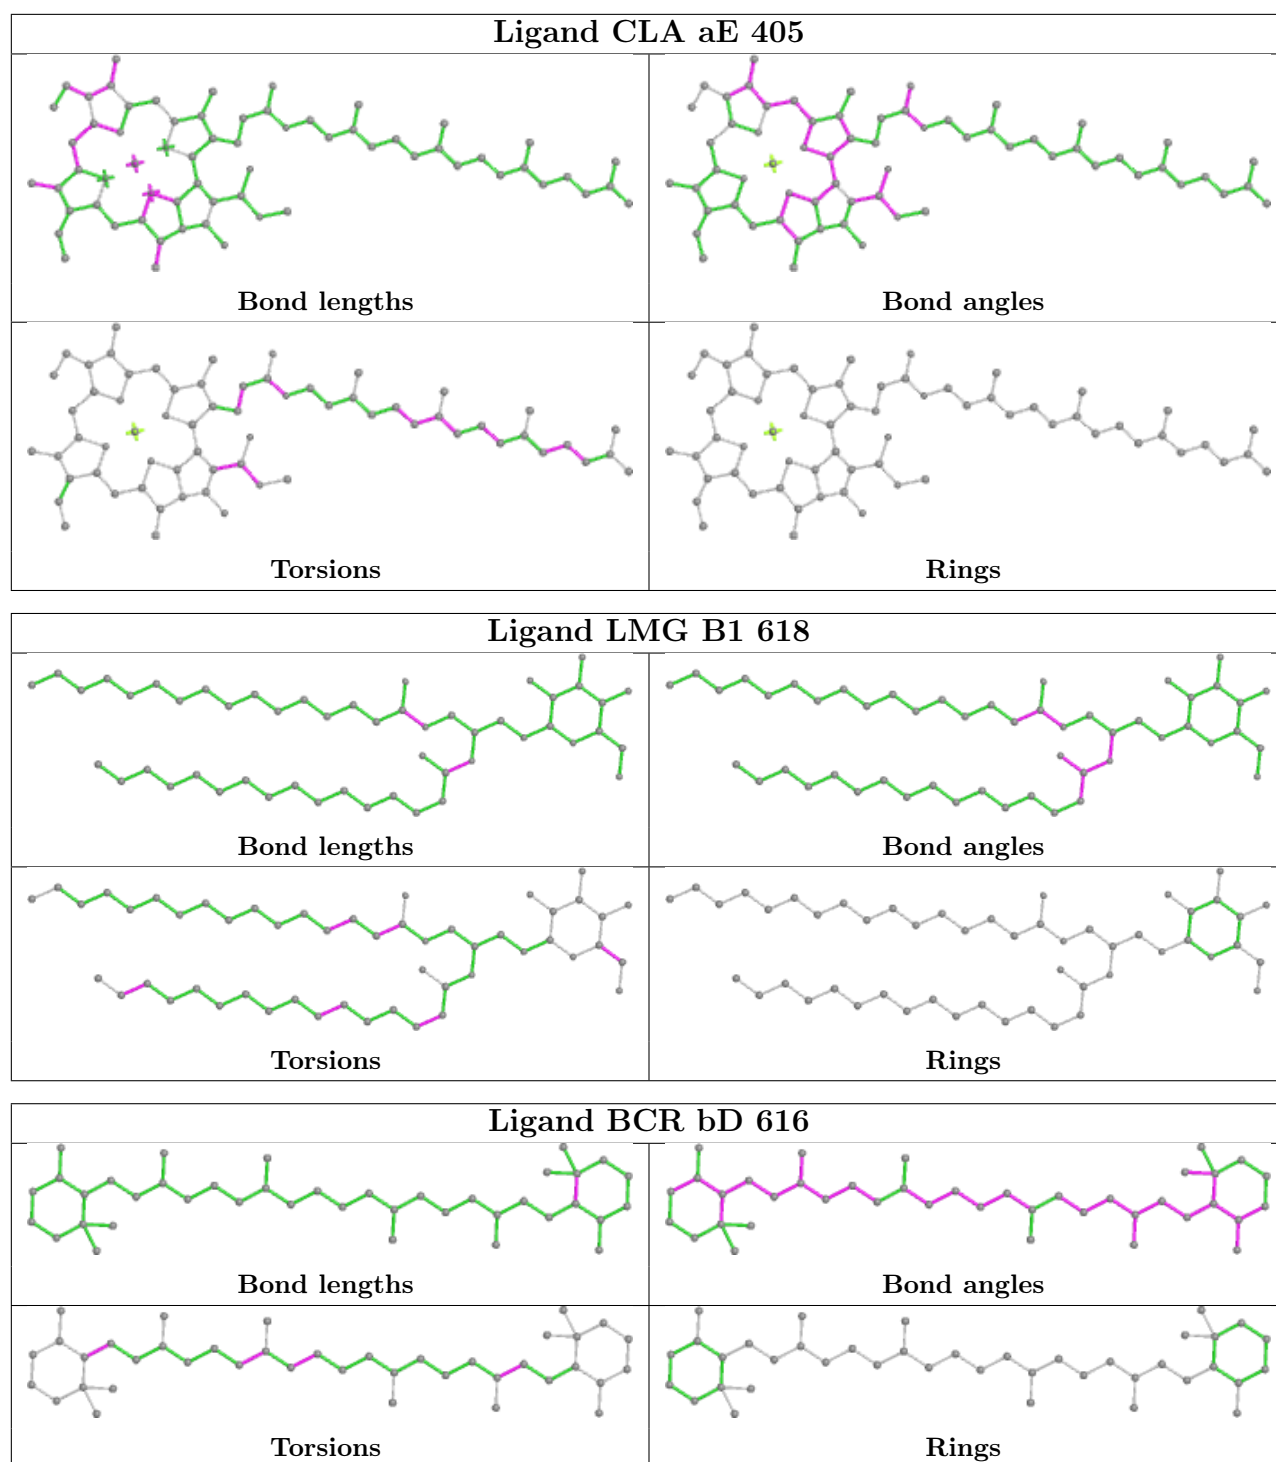 Ligand CLA aE 405
Bond lengths
Bond angles
Torsions
Rings
Ligand LMG B1 618
Bond lengths
Bond angles
Torsions
Rings
Ligand BCR bD 616
Bond lengths
Bond angles
Torsions
Rings